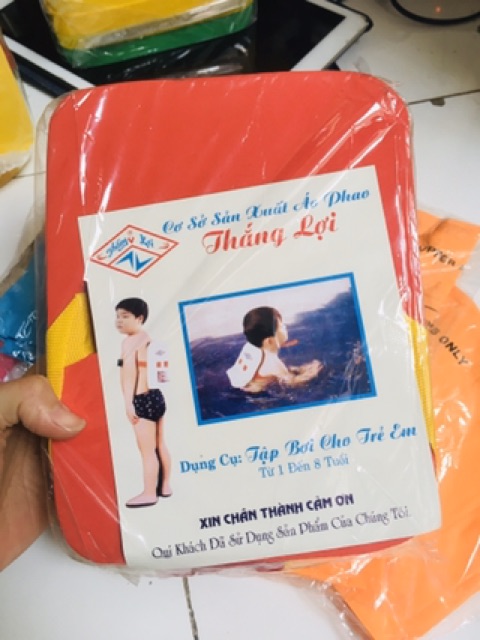 Cơ Sở Sản Xuất Áo Phao
Thắng Lợi
Dụng Cụ: Tập Bơi Cho Trẻ Em
Từ 1 Đến 8 Tuổi
XIN CHÂN THÀNH CẢM ƠN
Quí Khách Đã Sử Dụng Sản Phẩm Của Chúng Tôi.
ONLY